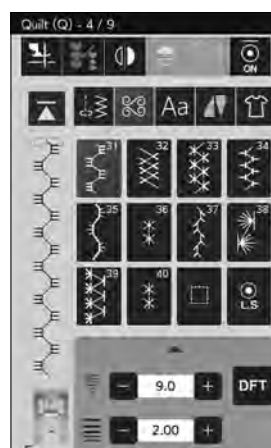 Quilt (Q) - 4 / 9
ON
Aa
31 32 33 34
35 36 37 38
39 40 L.S
9.0 DFT
2.00